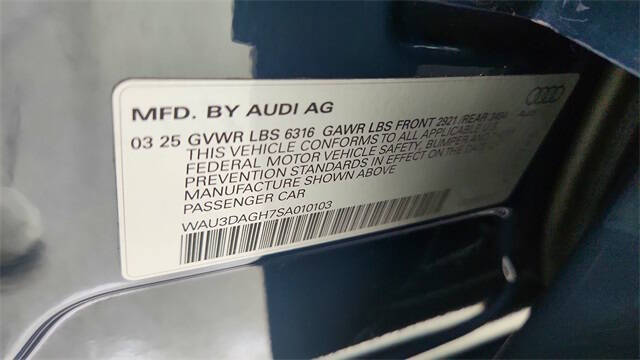 MFD. BY AUDI AG
03 25 GVWR LBS 6316 GAWR LBS FRONT 2921 /REAR 3494
THIS VEHICLE CONFORMS TO ALL APPLICABLE U.S.
FEDERAL MOTOR VEHICLE SAFETY, BUMPER AND THEFT
PREVENTION STANDARDS IN EFFECT ON THE DATE OF
MANUFACTURE SHOWN ABOVE
PASSENGER CAR
WAU3DAGH7SA010103
Audi